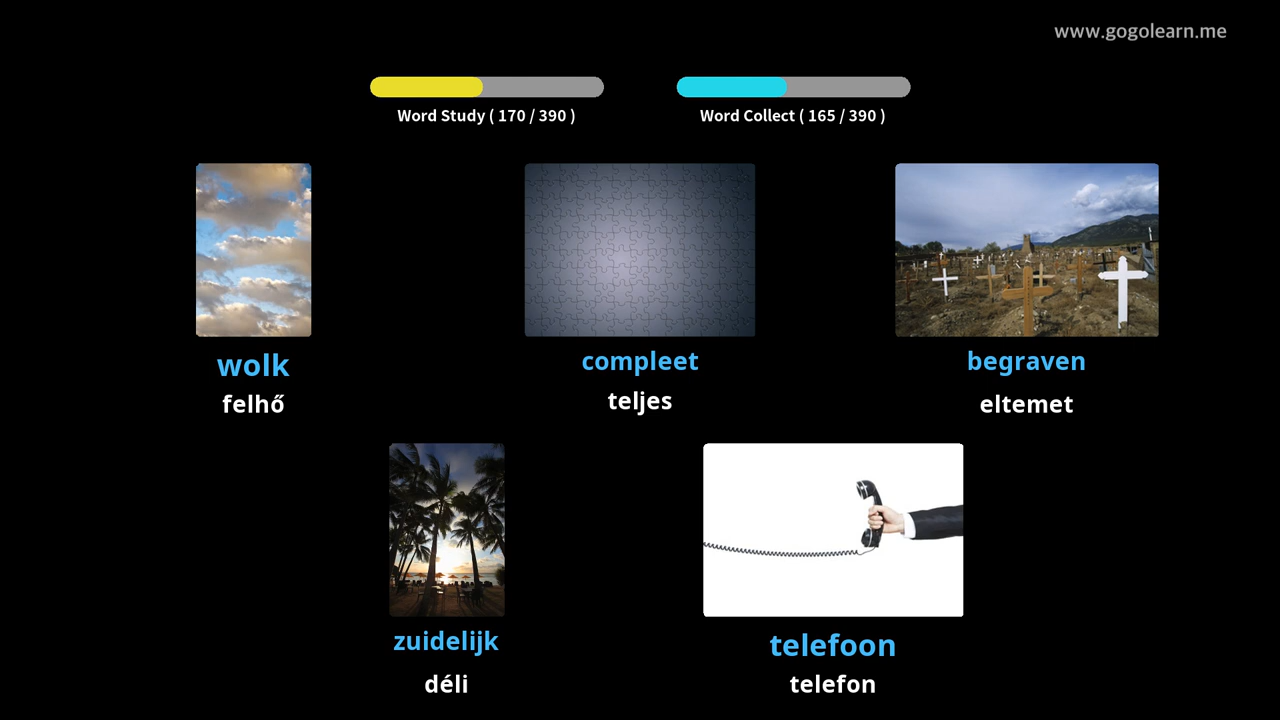 www.gogolearn.me
Word Study ( 170 / 390 )
Word Collect ( 165 / 390 )
wolk
felhő
compleet
teljes
begraven
eltemet
zuidelijk
déli
telefoon
telefon